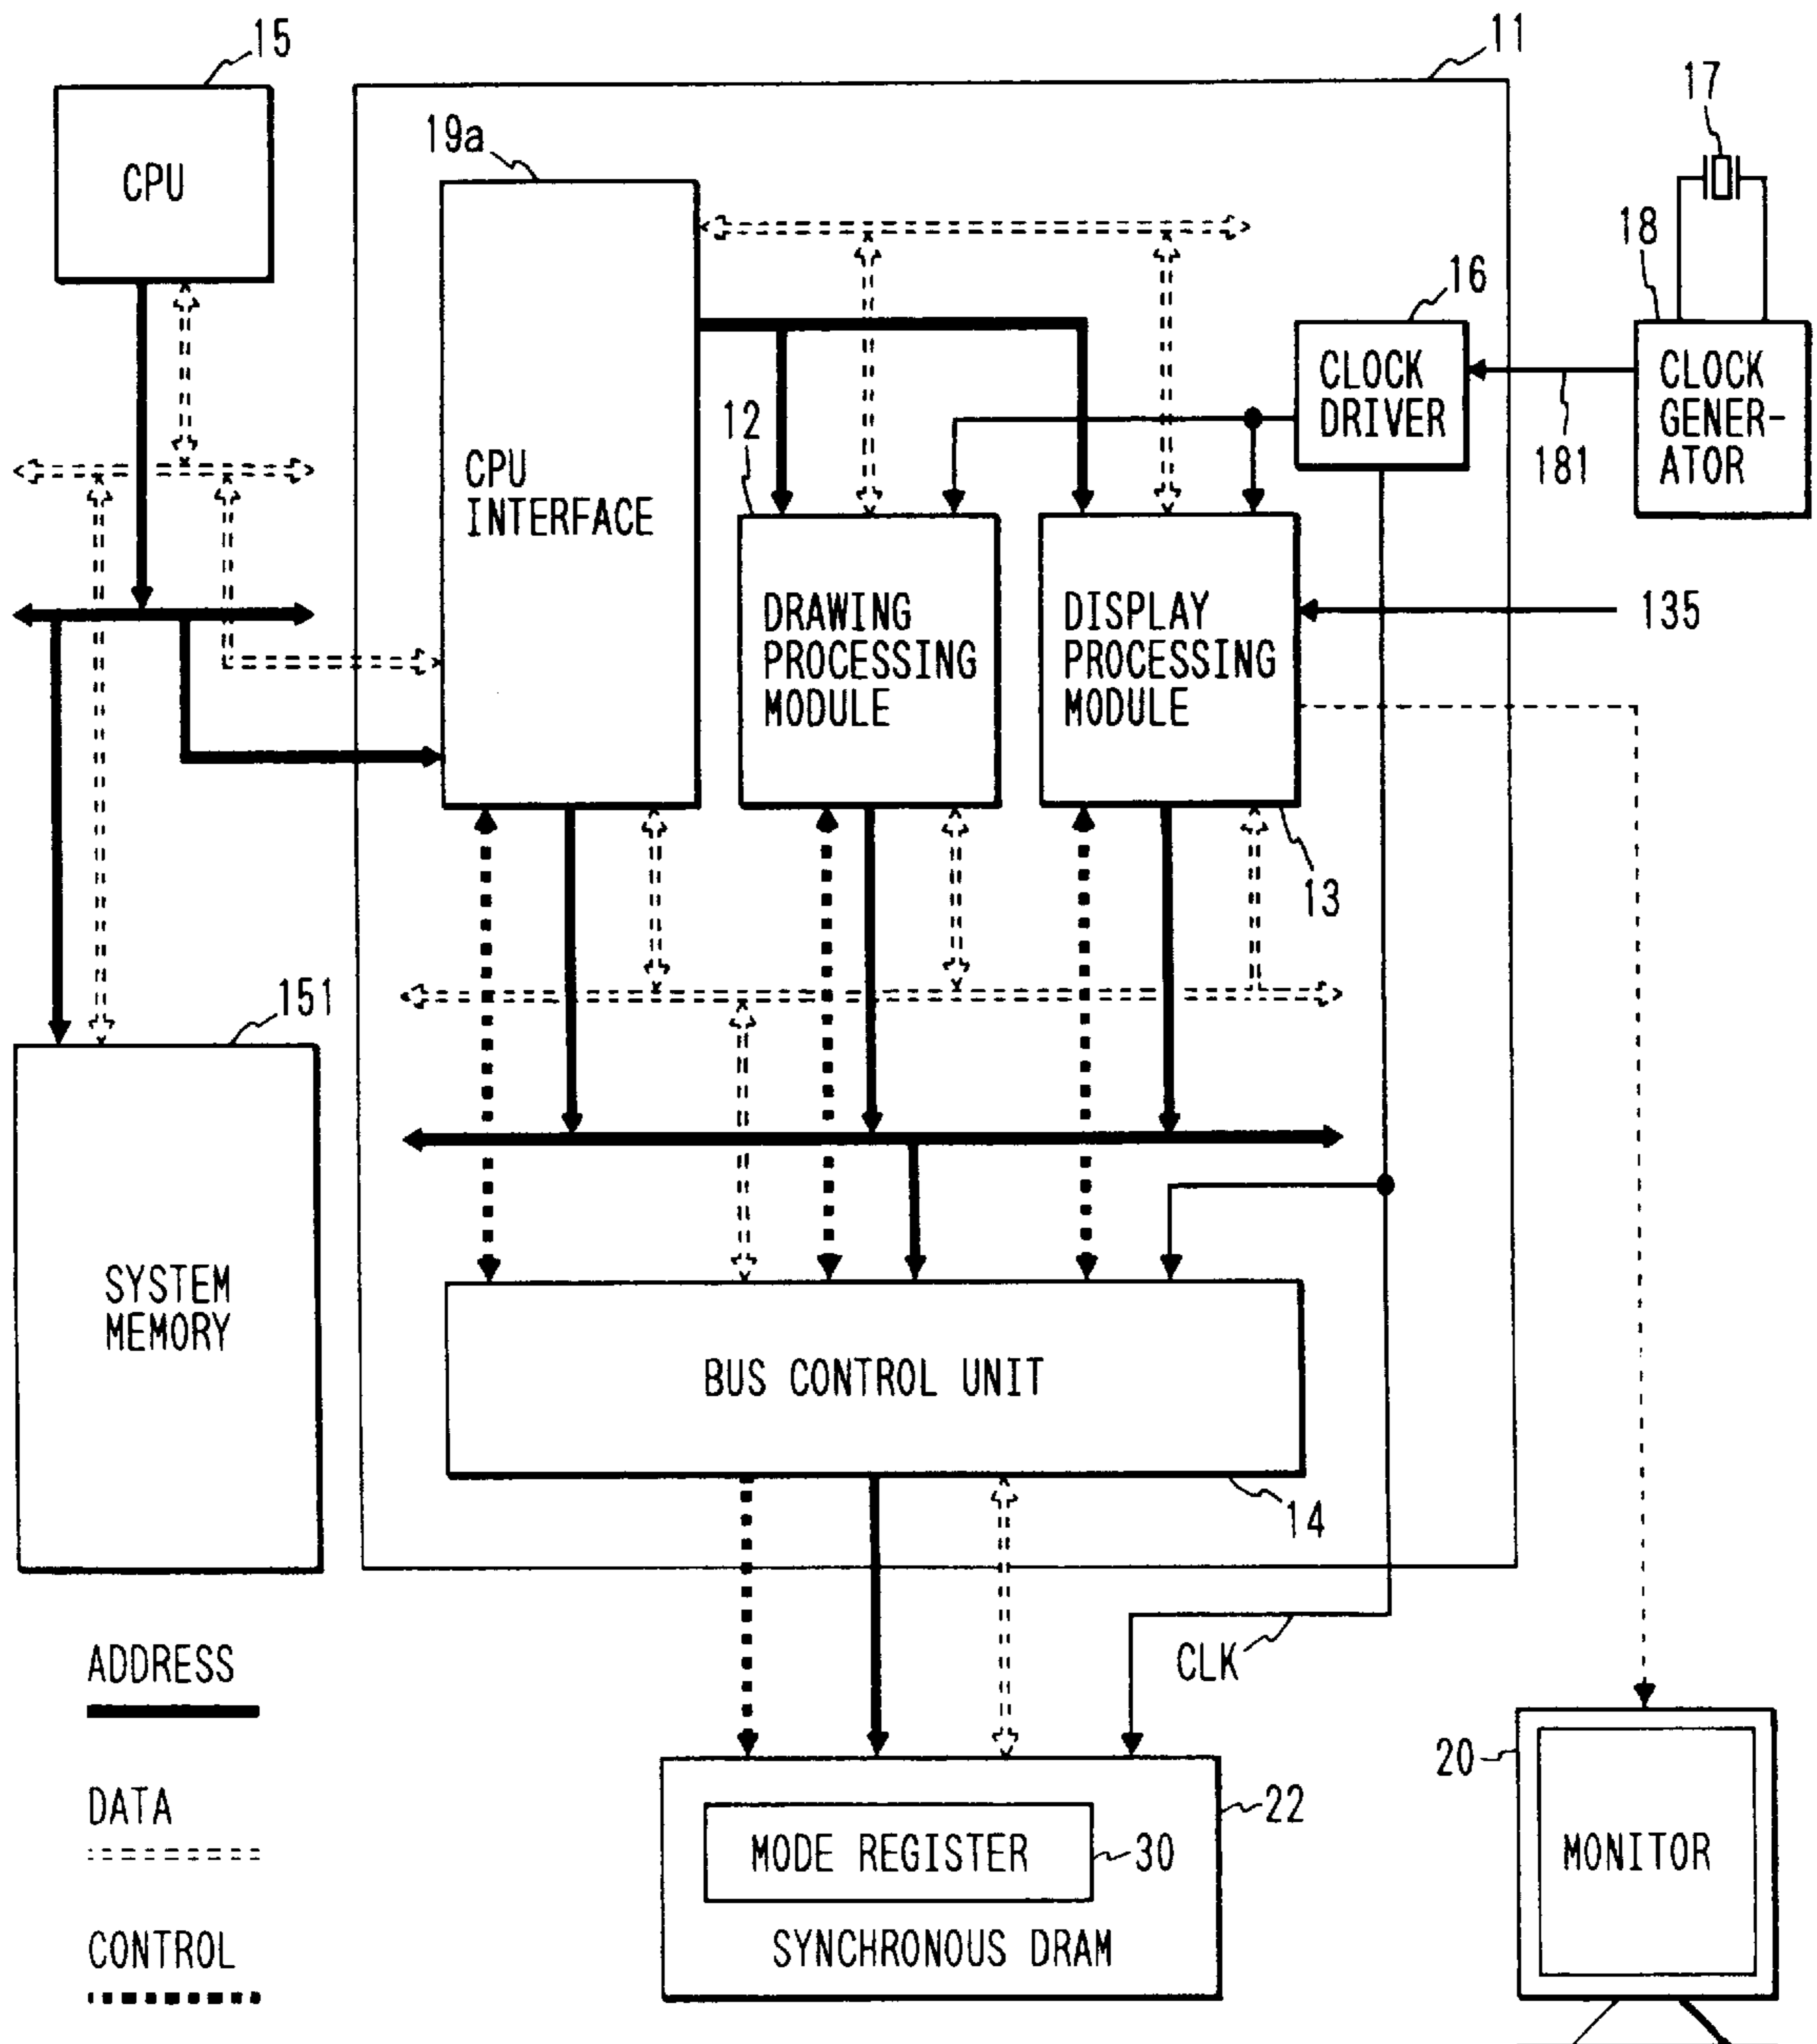 15
11
17
19a
CPU
18
16
CLOCK
DRIVER
CLOCK
GENER-
ATOR
12
181
CPU
INTERFACE
DRAWING
PROCESSING
MODULE
DISPLAY
PROCESSING
MODULE
135
13
151
SYSTEM
MEMORY
BUS CONTROL UNIT
14
ADDRESS
CLK
20
22
DATA
MODE REGISTER
30
MONITOR
CONTROL
SYNCHRONOUS DRAM